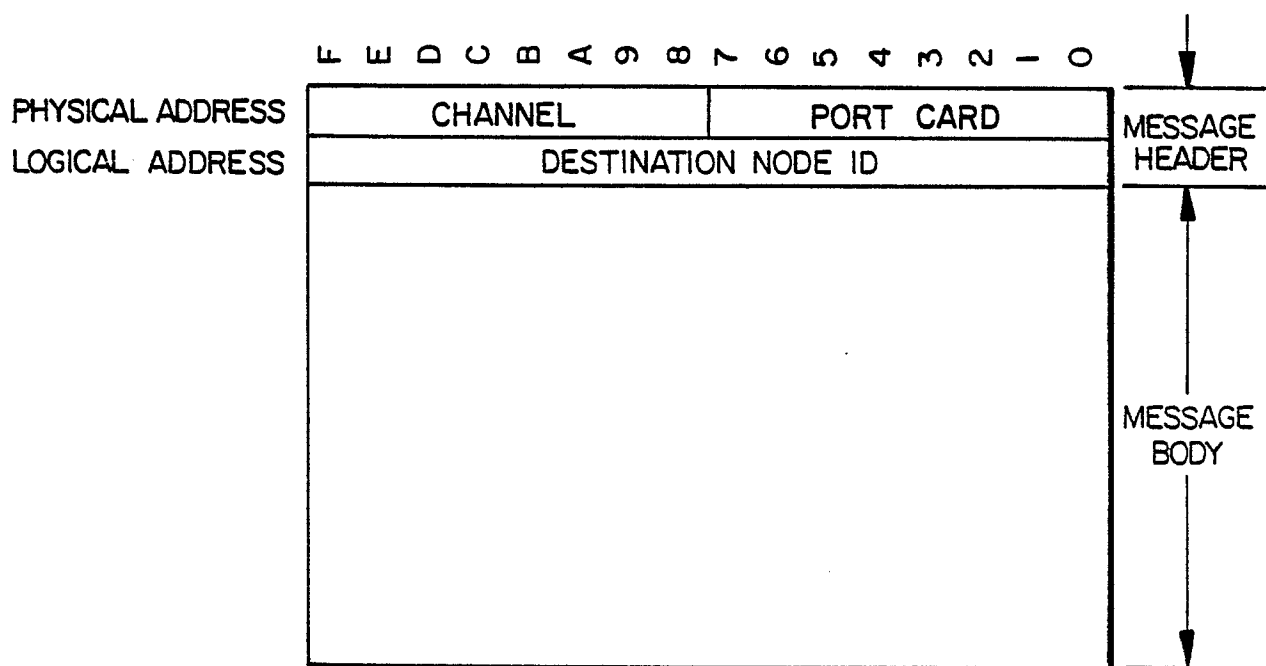 F E D C B A 9 8 7 6 5 4 3 2 1 0
PHYSICAL ADDRESS CHANNEL PORT CARD
LOGICAL ADDRESS DESTINATION NODE ID
MESSAGE
HEADER
MESSAGE
BODY